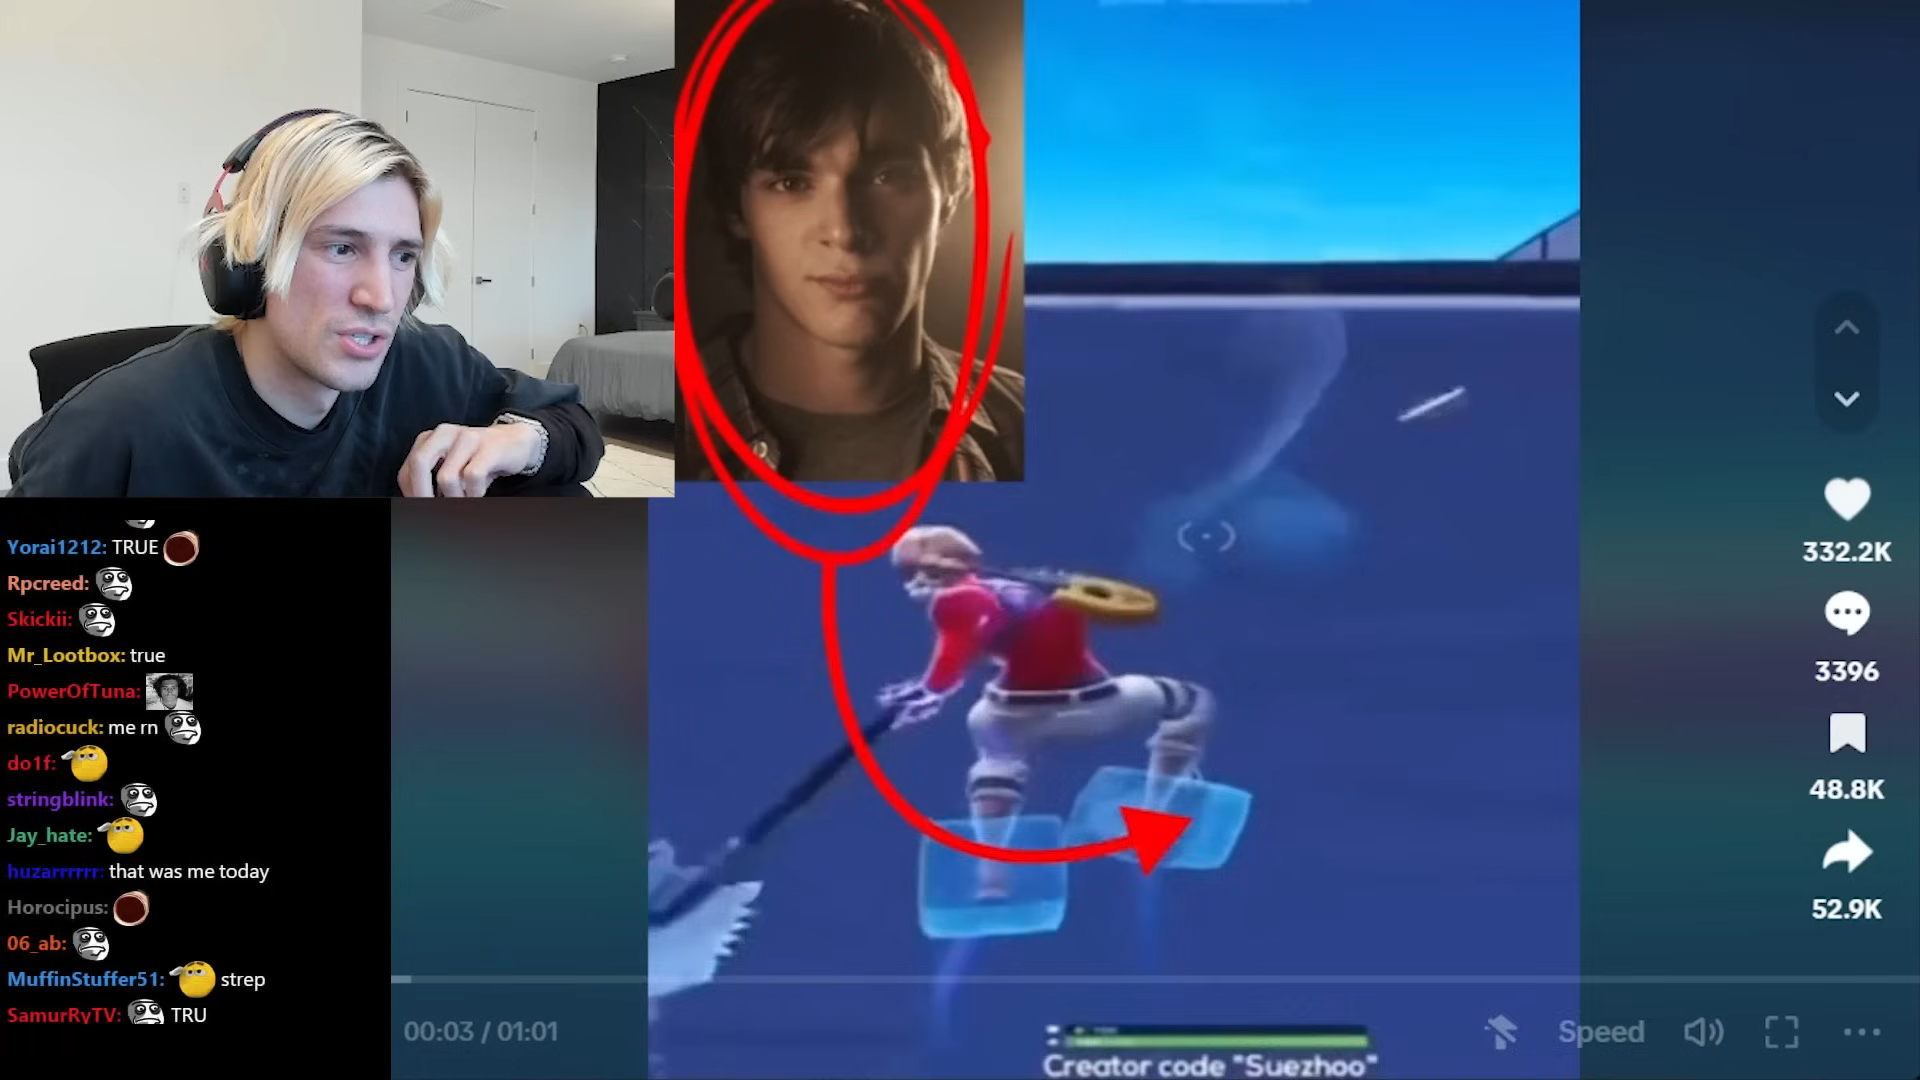 Yorai1212: TRUE
Rpcreed:
Skickii:
Mr_Lootbox: true
PowerOfTuna:
radiocuck: me rn
do1f:
stringblink:
Jay_hate:
huzarrrrrr: that was me today
Horocipus:
06_ab:
MuffinStuffer51: strep
SamurRyTV: TRU
332.2K
3396
48.8K
52.9K
00:03 / 01:01
Speed
Creator code "Suezhoo"